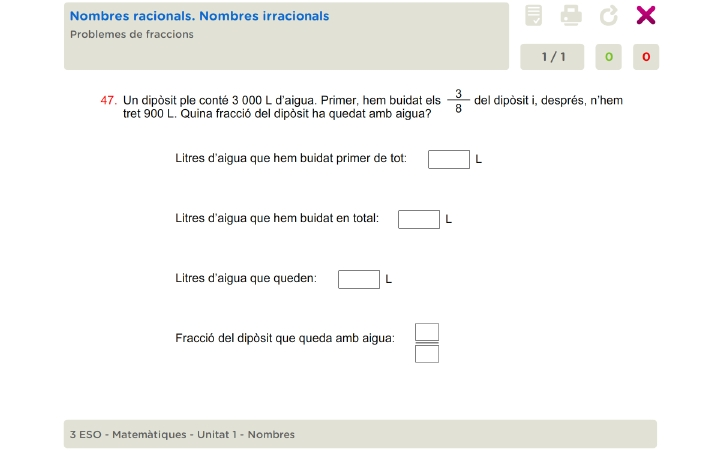 Nombres racionals. Nombres irracionals
Problemes de fraccions
1 / 1 0 0
47. Un dipòsit ple conté 3 000 L d'aigua. Primer, hem buidat els 3/8 del dipòsit i, després, n'hem
tret 900 L. Quina fracció del dipòsit ha quedat amb aigua?
Litres d'aigua que hem buidat primer de tot: L
Litres d'aigua que hem buidat en total: L
Litres d'aigua que queden: L
Fracció del dipòsit que queda amb aigua:
3 ESO - Matemàtiques - Unitat 1 - Nombres